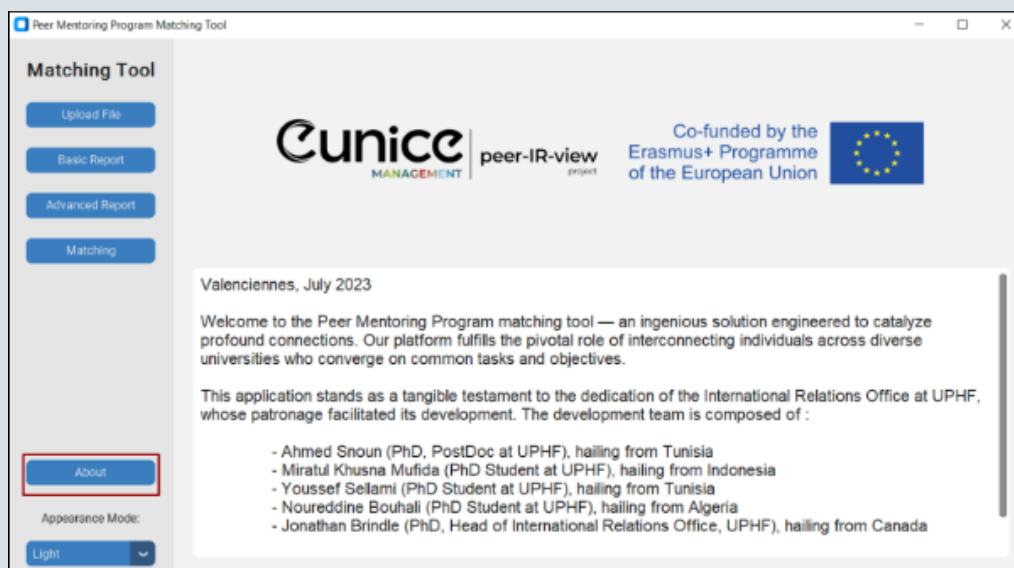 Peer Mentoring Program Matching Tool
Matching Tool
Upload File
Basic Report
Advanced Report
Matching
About
Appearance Mode:
Light
eunice
MANAGEMENT
peer-IR-view
project
Co-funded by the
Erasmus+ Programme
of the European Union
Valenciennes, July 2023
Welcome to the Peer Mentoring Program matching tool — an ingenious solution engineered to catalyze
profound connections. Our platform fulfills the pivotal role of interconnecting individuals across diverse
universities who converge on common tasks and objectives.
This application stands as a tangible testament to the dedication of the International Relations Office at UPHF,
whose patronage facilitated its development. The development team is composed of :
- Ahmed Snoun (PhD, PostDoc at UPHF), hailing from Tunisia
- Miratul Khusna Mufida (PhD Student at UPHF), hailing from Indonesia
- Youssef Sellami (PhD Student at UPHF), hailing from Tunisia
- Noureddine Bouhali (PhD Student at UPHF), hailing from Algeria
- Jonathan Brindle (PhD, Head of International Relations Office, UPHF), hailing from Canada